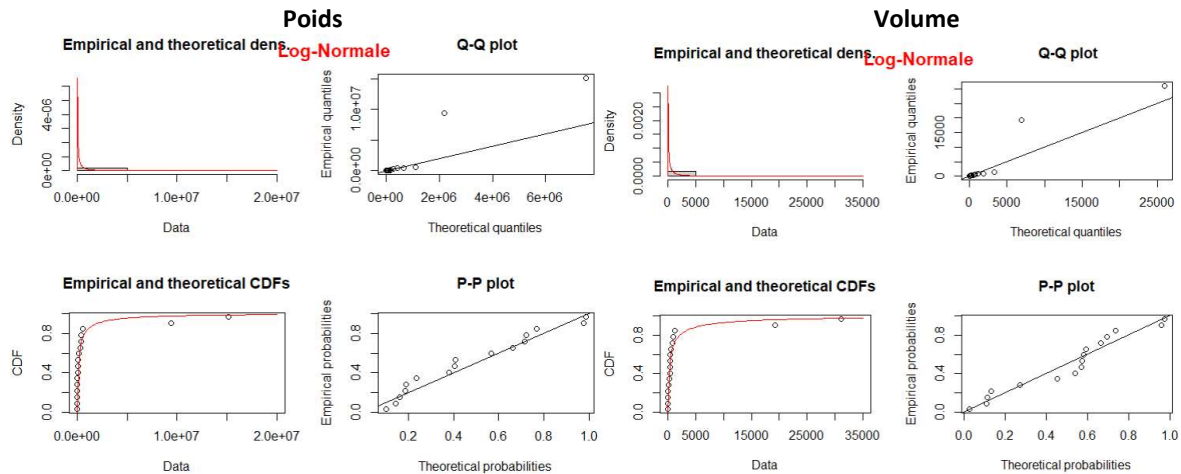 Poids
Volume
Empirical and theoretical dens.
Log-Normale
Q-Q plot
Density
0e+00
4e-06
0.0e+00
1.0e+07
2.0e+07
Data
Empirical quantiles
0.0e+00
1.0e+07
0e+00
2e+06
4e+06
6e+06
Theoretical quantiles
Empirical and theoretical dens.
Log-Normale
Q-Q plot
Density
0.0000
0.0020
0
5000
15000
25000
35000
Data
Empirical quantiles
0
15000
0
5000
15000
25000
Theoretical quantiles
Empirical and theoretical CDFs
P-P plot
CDF
0.0
0.4
0.8
0.0e+00
1.0e+07
2.0e+07
Data
Empirical probabilities
0.0
0.4
0.8
0.2
0.4
0.6
0.8
1.0
Theoretical probabilities
Empirical and theoretical CDFs
P-P plot
CDF
0.0
0.4
0.8
0
5000
15000
25000
35000
Data
Empirical probabilities
0.0
0.4
0.8
0.0
0.2
0.4
0.6
0.8
1.0
Theoretical probabilities